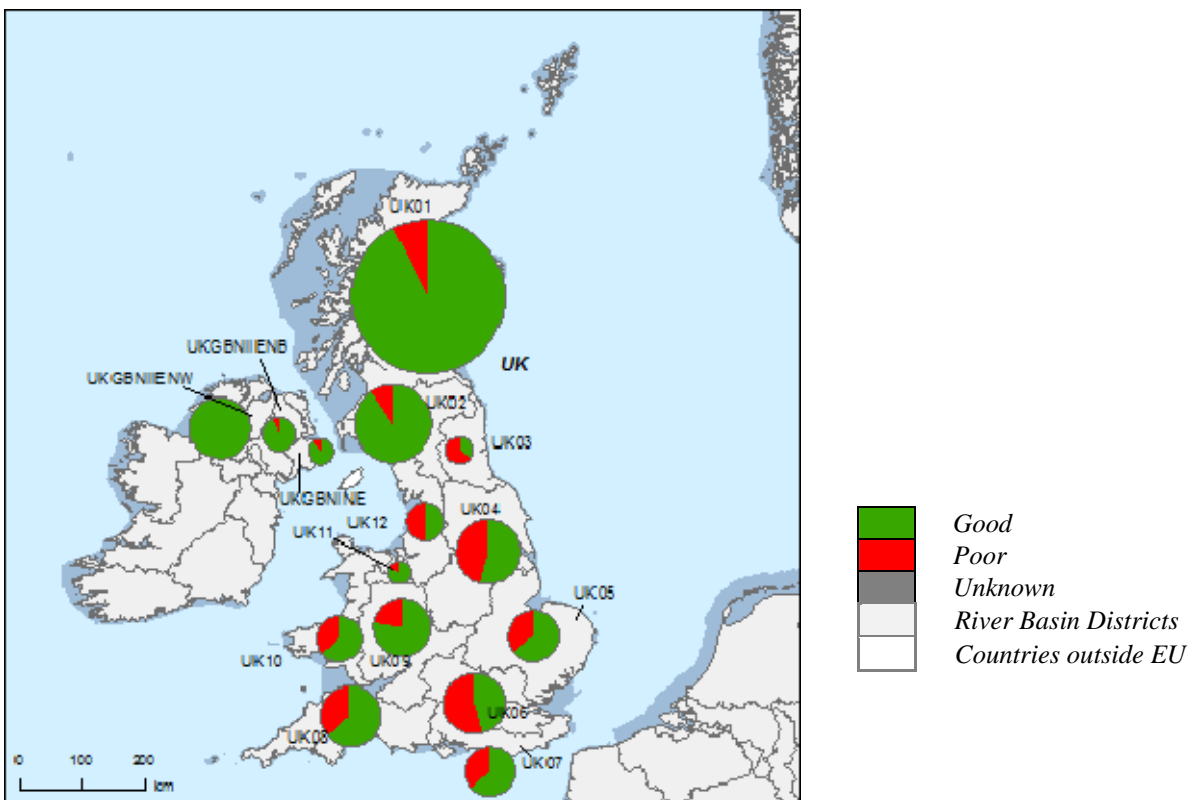 UK01
UKGBNIIENB
UK
UKGBNIIENW
UK02
UK03
UKGBNINE
UK04
UK12
UK11
UK05
UK10
UK09
UK06
UK08
UK07
0 100 200
km
Good
Poor
Unknown
River Basin Districts
Countries outside EU